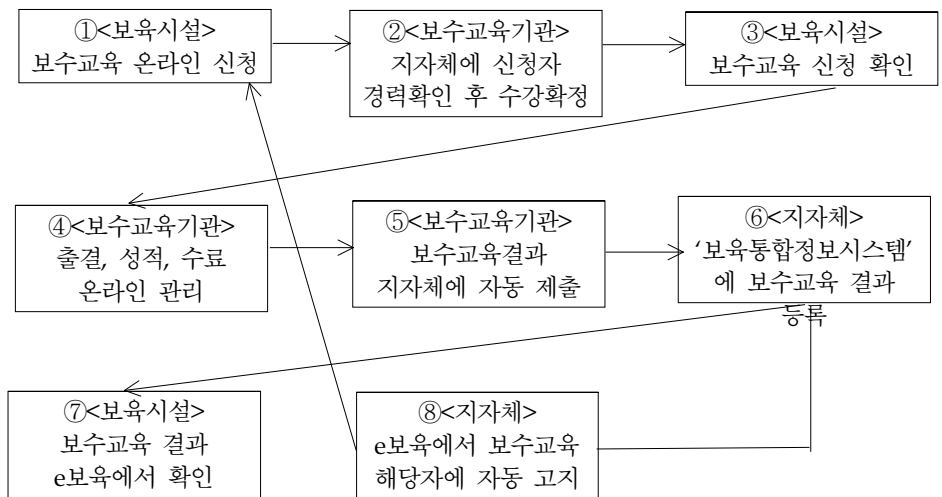 ①<보육시설>
보수교육 온라인 신청
②<보수교육기관>
지자체에 신청자
경력확인 후 수강확정
③<보육시설>
보수교육 신청 확인
④<보수교육기관>
출결, 성적, 수료
온라인 관리
⑤<보수교육기관>
보수교육결과
지자체에 자동 제출
⑥<지자체>
‘보육통합정보시스템’
에 보수교육 결과
등록
⑦<보육시설>
보수교육 결과
e보육에서 확인
⑧<지자체>
e보육에서 보수교육
해당자에 자동 고지